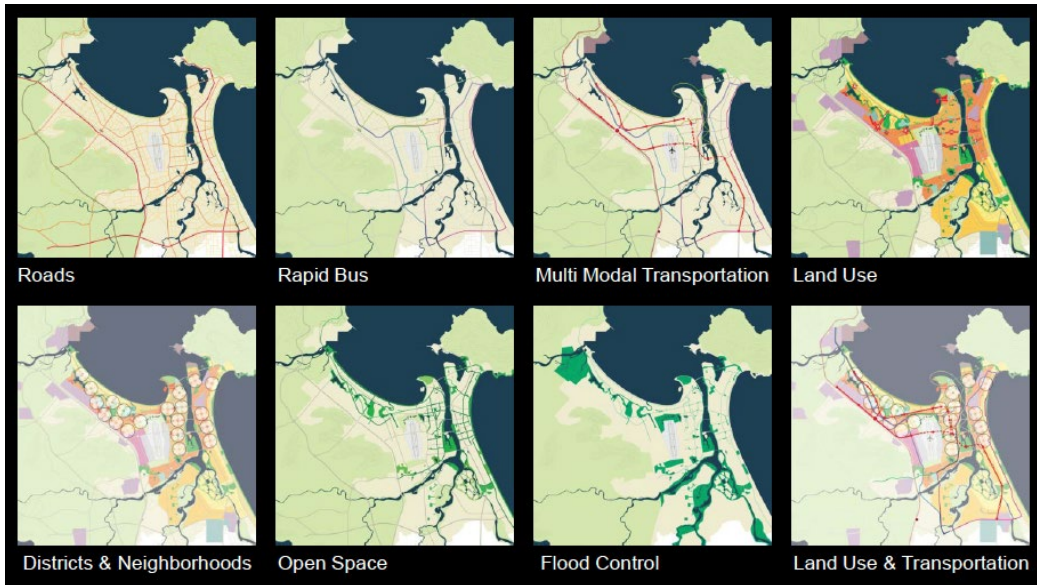 Roads
Rapid Bus
Multi Modal Transportation
Land Use
Districts & Neighborhoods
Open Space
Flood Control
Land Use & Transportation